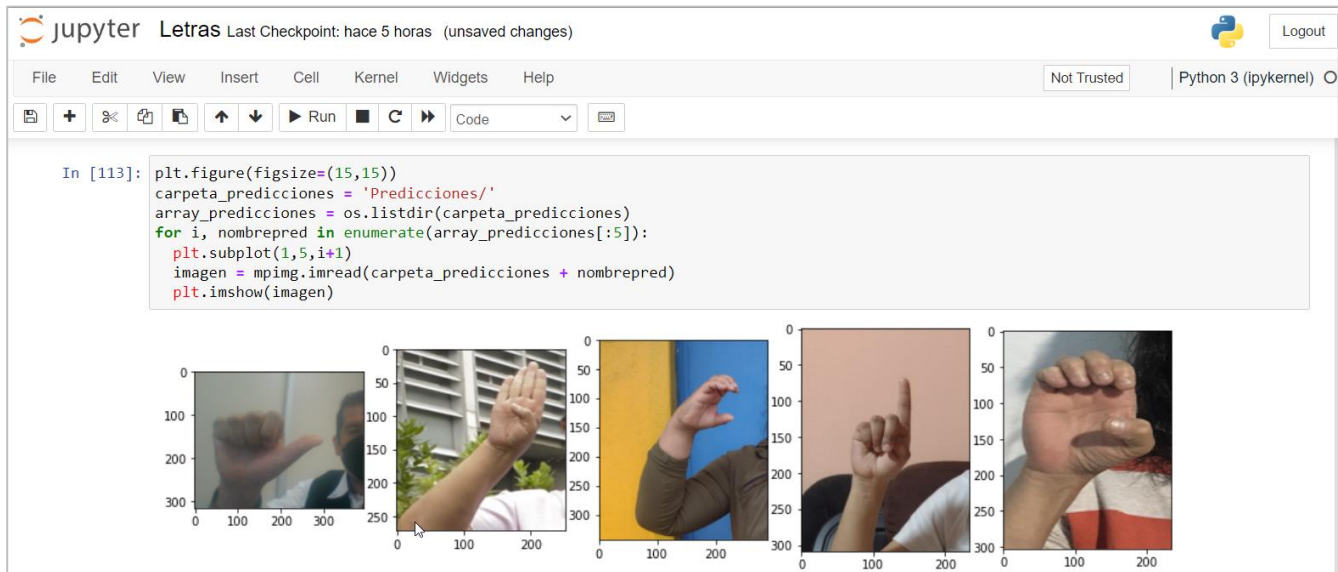 jupyter Letras Last Checkpoint: hace 5 horas (unsaved changes)
Logout
File Edit View Insert Cell Kernel Widgets Help
Not Trusted
Python 3 (ipykernel)
Run
Code
In [113]: plt.figure(figsize=(15,15))
carpeta_predicciones = 'Predicciones/'
array_predicciones = os.listdir(carpeta_predicciones)
for i, nombrepred in enumerate(array_predicciones[:5]):
  plt.subplot(1,5,i+1)
  imagen = mpimg.imread(carpeta_predicciones + nombrepred)
  plt.imshow(imagen)
0
100
200
300
0 100 200 300
0
50
100
150
200
250
0 100 200
0
50
100
150
200
250
300
0 100 200
0
50
100
150
200
250
300
0 100 200
0
50
100
150
200
250
300
0 100 200